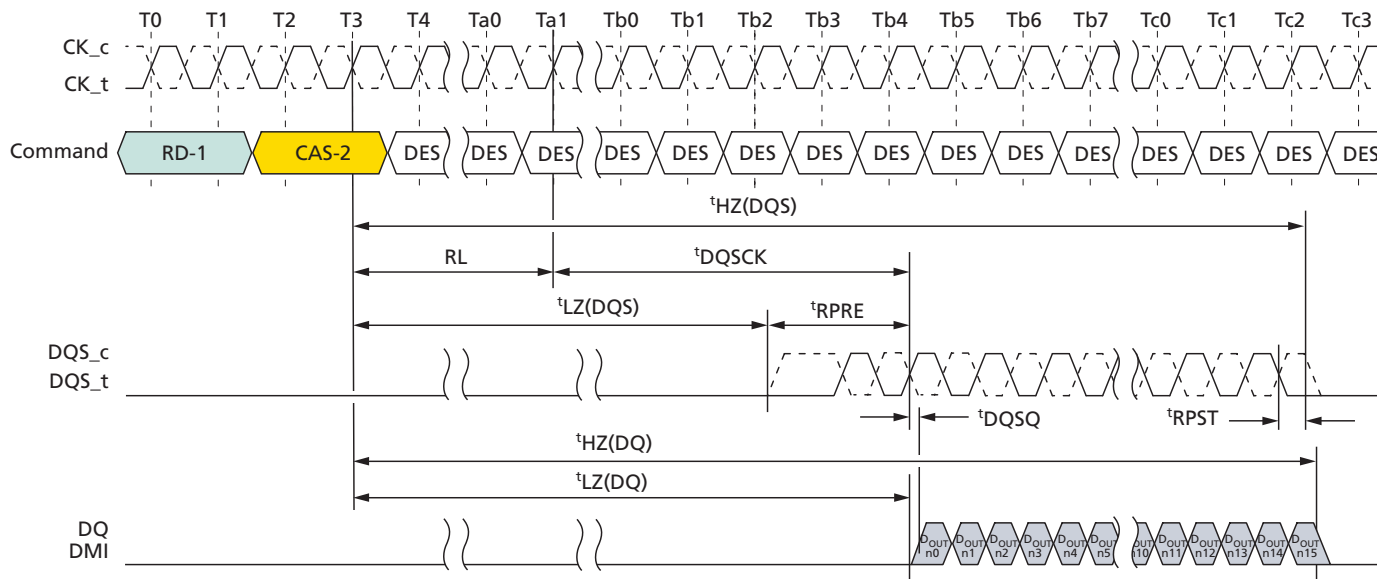 T0 T1 T2 T3 T4 Ta0 Ta1 Tb0 Tb1 Tb2 Tb3 Tb4 Tb5 Tb6 Tb7 Tc0 Tc1 Tc2 Tc3
CK_c
CK_t
Command RD-1 CAS-2 DES DES DES DES DES DES DES DES DES DES DES DES DES DES DES
tHZ(DQS)
RL tDQSCK
tLZ(DQS) tRPRE
DQS_c
DQS_t
tDQSQ tRPST
tHZ(DQ)
tLZ(DQ)
DQ
DMI
DOUT DOUT DOUT DOUT DOUT DOUT DOUT DOUT DOUT DOUT DOUT DOUT
n0 n1 n2 n3 n4 n5 n10 n11 n12 n13 n14 n15